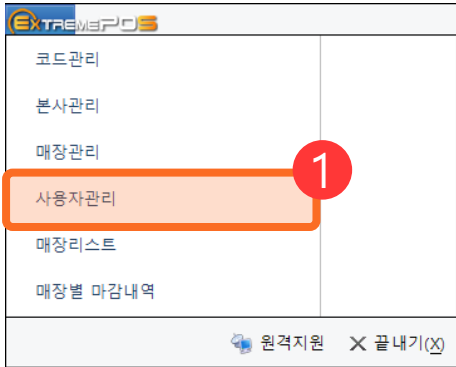 EXTREMEPOS
코드관리
본사관리
매장관리
1
사용자관리
매장리스트
매장별 마감내역
원격지원 끝내기(X)